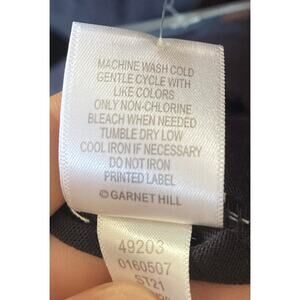 MACHINE WASH COLD
GENTLE CYCLE WITH
LIKE COLORS
ONLY NON-CHLORINE
BLEACH WHEN NEEDED
TUMBLE DRY LOW
COOL IRON IF NECESSARY
DO NOT IRON
PRINTED LABEL
© GARNET HILL
49203
0160507
ST21